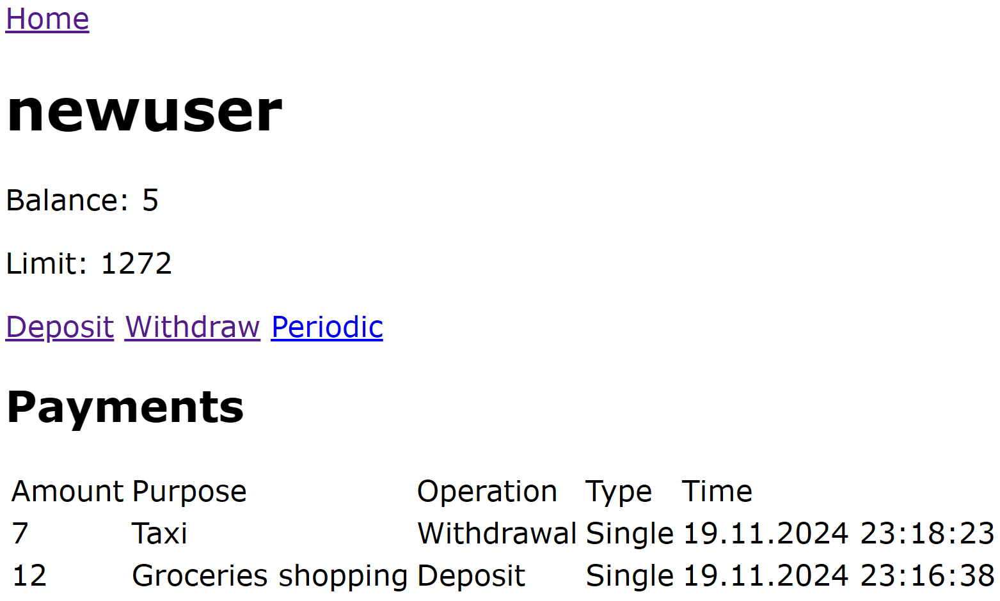 Home
newuser
Balance: 5
Limit: 1272
Deposit Withdraw Periodic
Payments
Amount Purpose Operation Type Time
7 Taxi Withdrawal Single 19.11.2024 23:18:23
12 Groceries shopping Deposit Single 19.11.2024 23:16:38